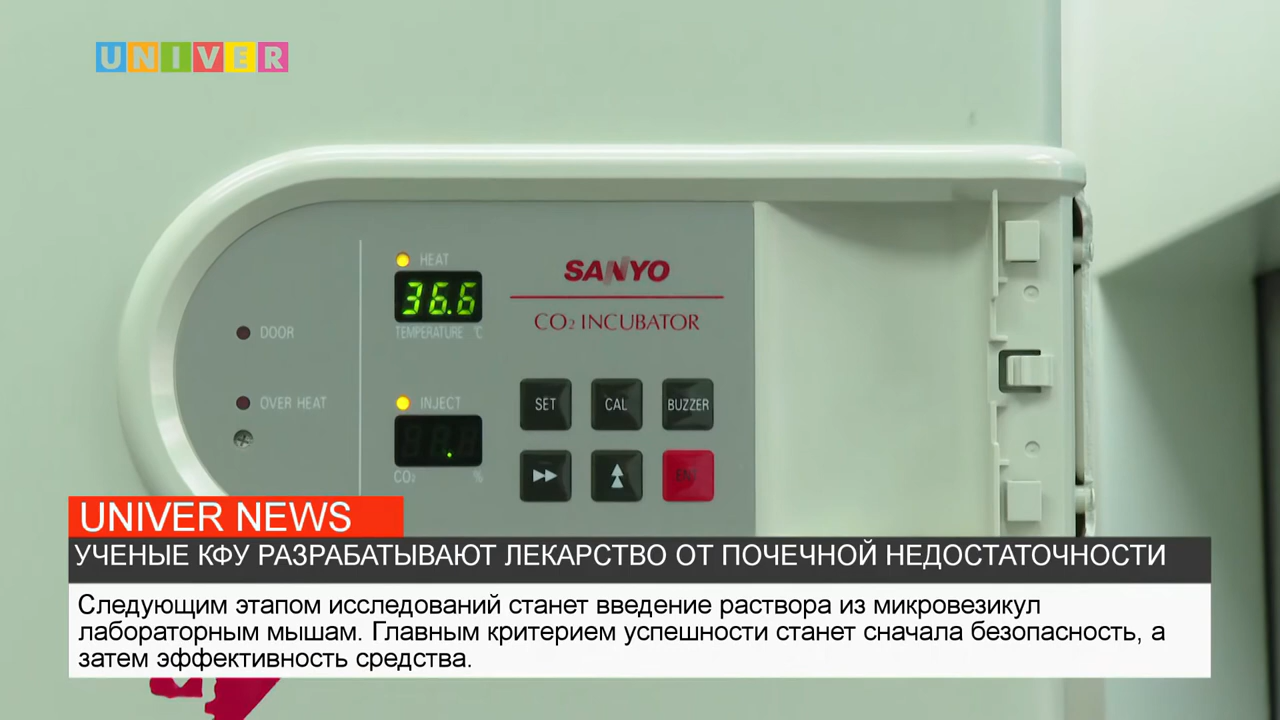 UNIVER
HEAT
36.6
TEMPERATURE °C
SANYO
CO₂ INCUBATOR
DOOR
OVER HEAT
INJECT
CO₂ %
SET CAL BUZZER
ENT
UNIVER NEWS
УЧЕНЫЕ КФУ РАЗРАБАТЫВАЮТ ЛЕКАРСТВО ОТ ПОЧЕЧНОЙ НЕДОСТАТОЧНОСТИ
Следующим этапом исследований станет введение раствора из микровезикул
лабораторным мышам. Главным критерием успешности станет сначала безопасность, а
затем эффективность средства.